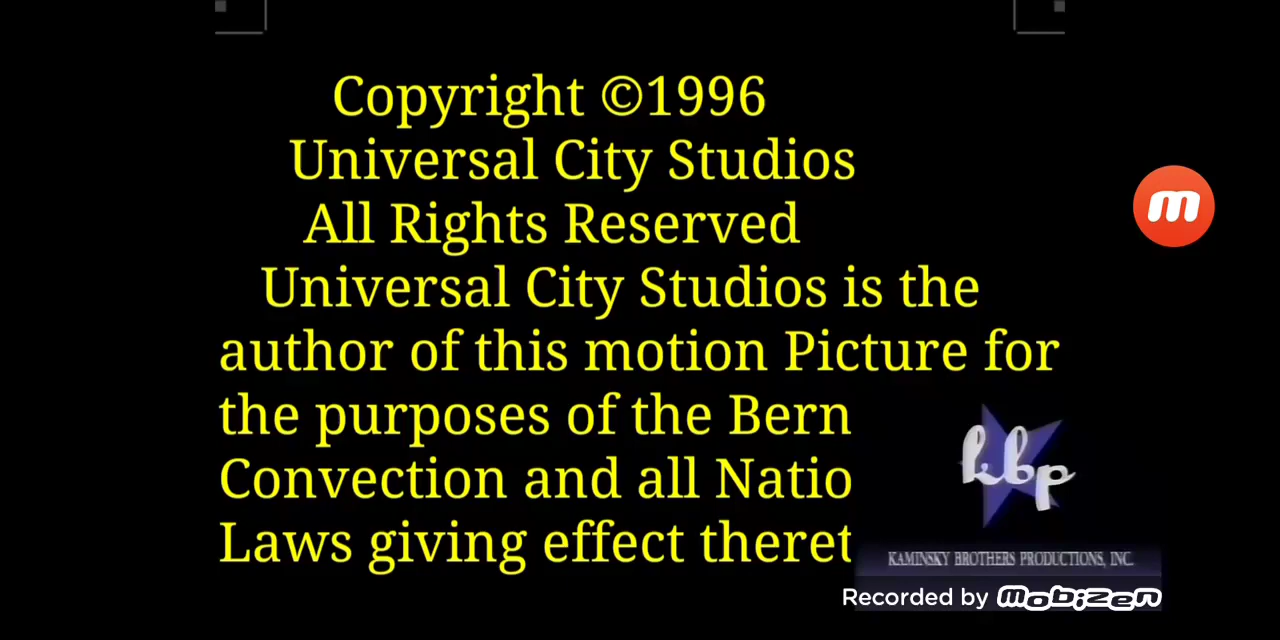 Copyright ©1996
Universal City Studios
All Rights Reserved
Universal City Studios is the
author of this motion Picture for
the purposes of the Bern
Convection and all Natio
Laws giving effect theret
kbp
KAMINSKY BROTHERS PRODUCTIONS, INC.
Recorded by mobizen
m